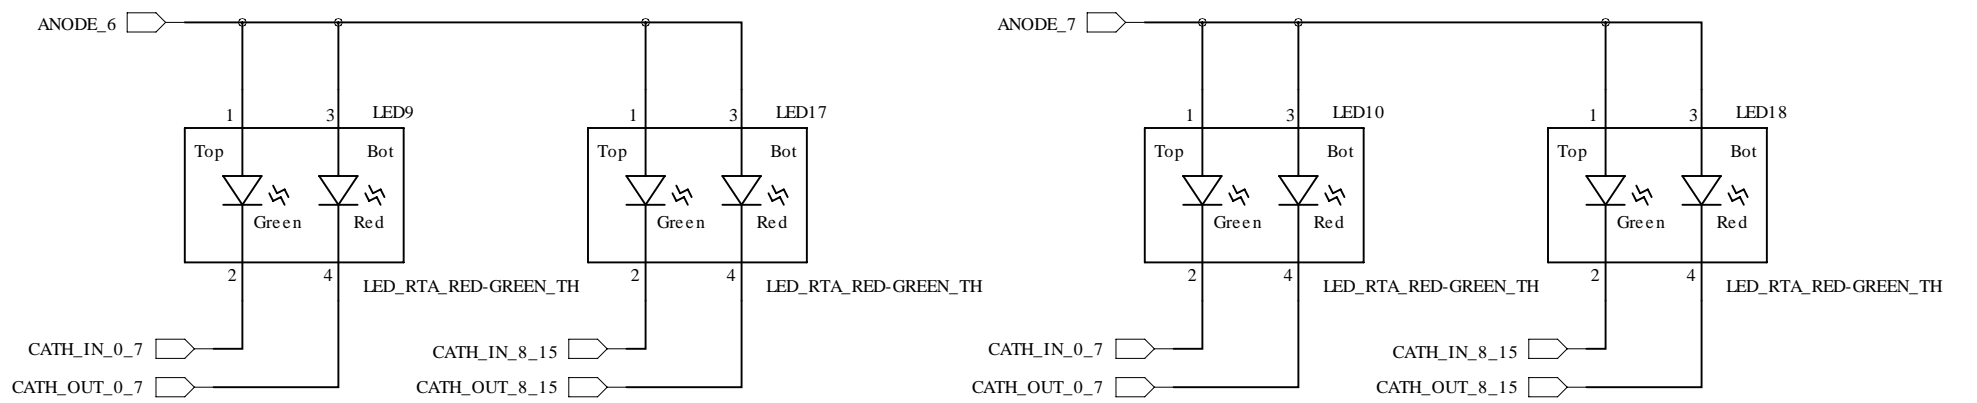 ANODE_6
ANODE_7
1 3 LED9
1 3 LED17
1 3 LED10
1 3 LED18
Top Bot
Top Bot
Top Bot
Top Bot
Green Red
Green Red
Green Red
Green Red
2 4
2 4
2 4
2 4
LED_RTA_RED-GREEN_TH
LED_RTA_RED-GREEN_TH
LED_RTA_RED-GREEN_TH
LED_RTA_RED-GREEN_TH
CATH_IN_0_7
CATH_IN_8_15
CATH_IN_0_7
CATH_IN_8_15
CATH_OUT_0_7
CATH_OUT_8_15
CATH_OUT_0_7
CATH_OUT_8_15